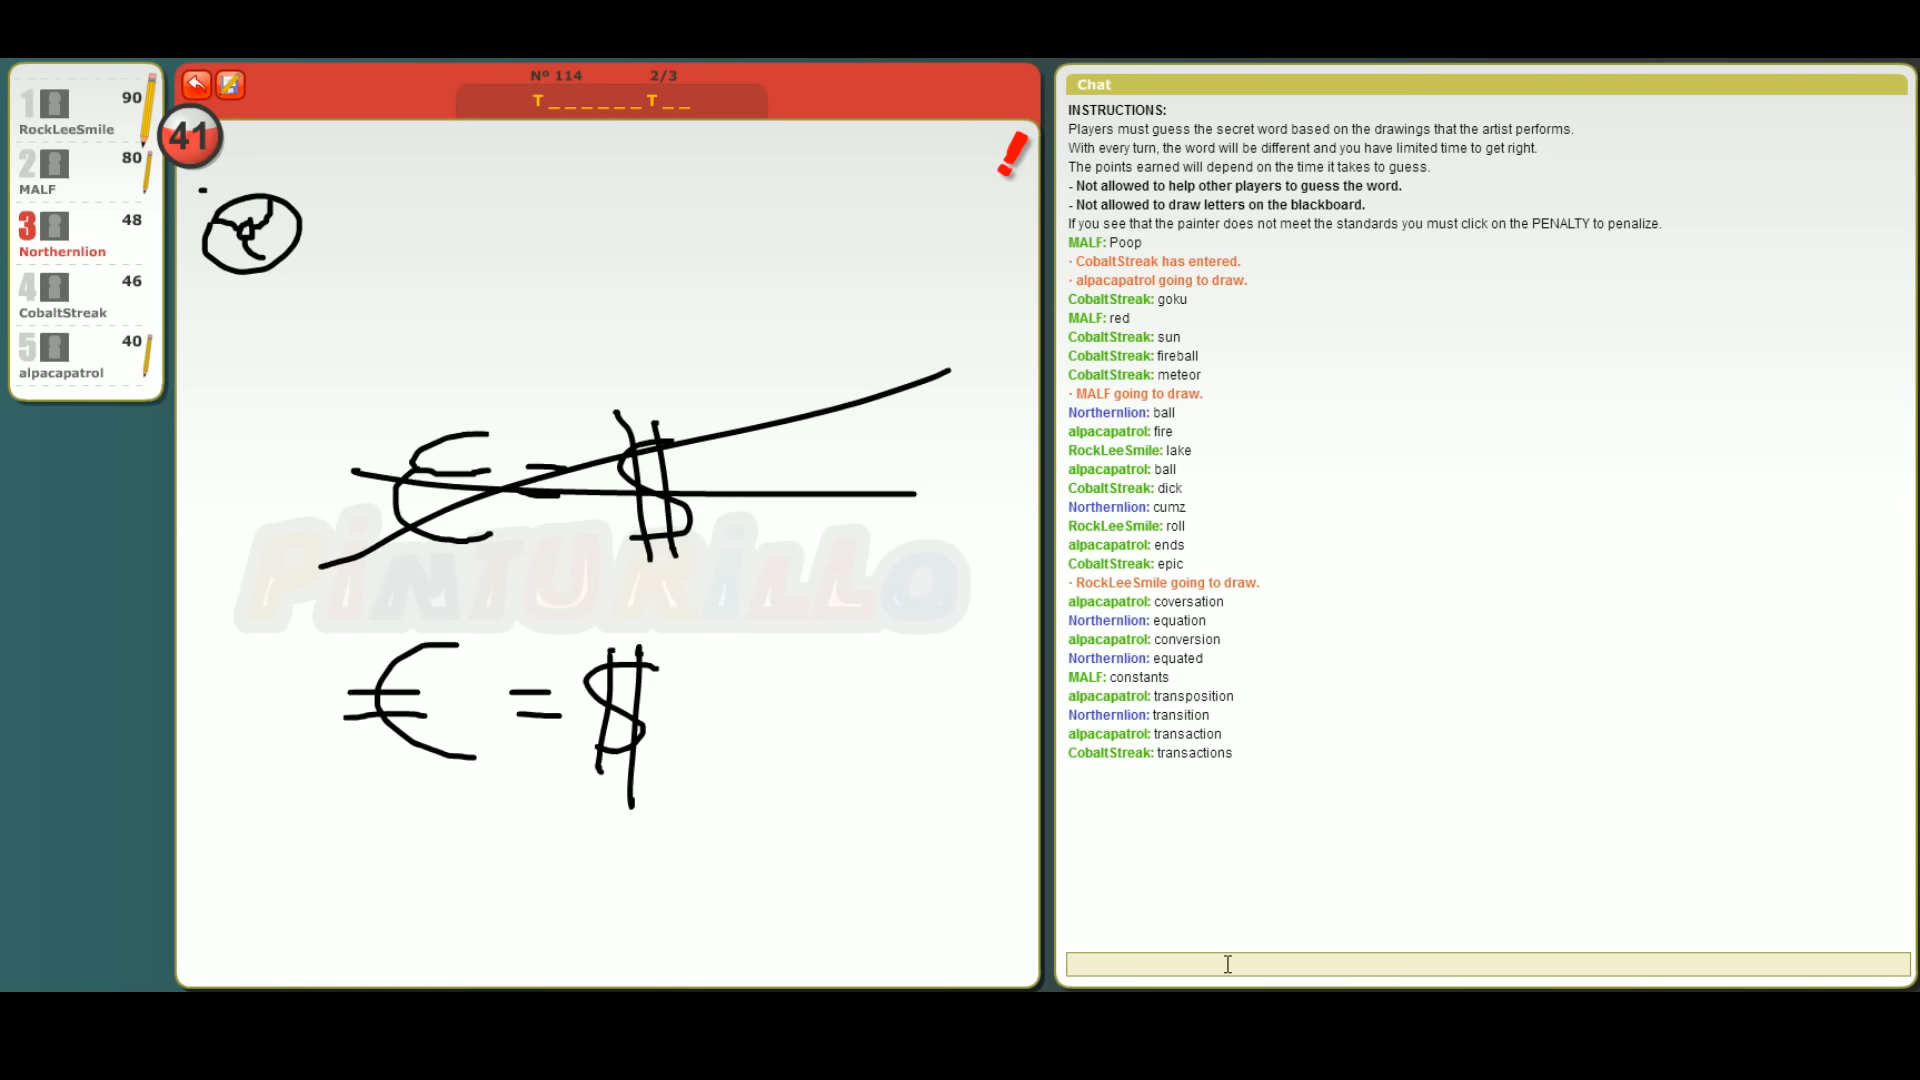 1 90
RockLeeSmile
2 80
MALF
3 48
Northernlion
4 46
CobaltStreak
5 40
alpacapatrol
Nº 114 2/3
T _ _ _ _ _ _ T _ _
41
!
€ = $
PiNTURiLLO
€ = $
Chat
INSTRUCTIONS:
Players must guess the secret word based on the drawings that the artist performs.
With every turn, the word will be different and you have limited time to get right.
The points earned will depend on the time it takes to guess.
- Not allowed to help other players to guess the word.
- Not allowed to draw letters on the blackboard.
If you see that the painter does not meet the standards you must click on the PENALTY to penalize.
MALF: Poop
· CobaltStreak has entered.
· alpacapatrol going to draw.
CobaltStreak: goku
MALF: red
CobaltStreak: sun
CobaltStreak: fireball
CobaltStreak: meteor
· MALF going to draw.
Northernlion: ball
alpacapatrol: fire
RockLeeSmile: lake
alpacapatrol: ball
CobaltStreak: dick
Northernlion: cumz
RockLeeSmile: roll
alpacapatrol: ends
CobaltStreak: epic
· RockLeeSmile going to draw.
alpacapatrol: coversation
Northernlion: equation
alpacapatrol: conversion
Northernlion: equated
MALF: constants
alpacapatrol: transposition
Northernlion: transition
alpacapatrol: transaction
CobaltStreak: transactions